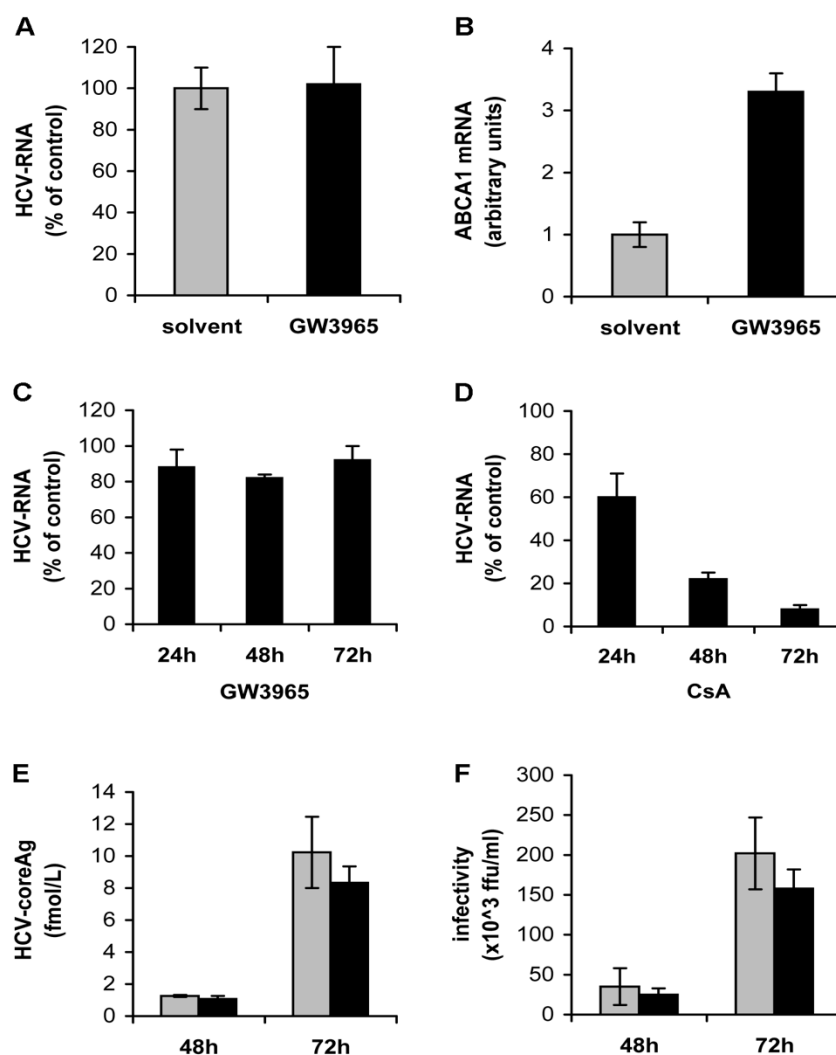 A
HCV-RNA
(% of control)
120
100
80
60
40
20
0
solvent
GW3965
B
ABCA1 mRNA
(arbitrary units)
4
3
2
1
0
solvent
GW3965
C
HCV-RNA
(% of control)
120
100
80
60
40
20
0
24h
48h
72h
GW3965
D
HCV-RNA
(% of control)
100
80
60
40
20
0
24h
48h
72h
CsA
E
HCV-coreAg
(fmol/L)
14
12
10
8
6
4
2
0
48h
72h
F
infectivity
(x10^3 ffu/ml)
300
250
200
150
100
50
0
48h
72h